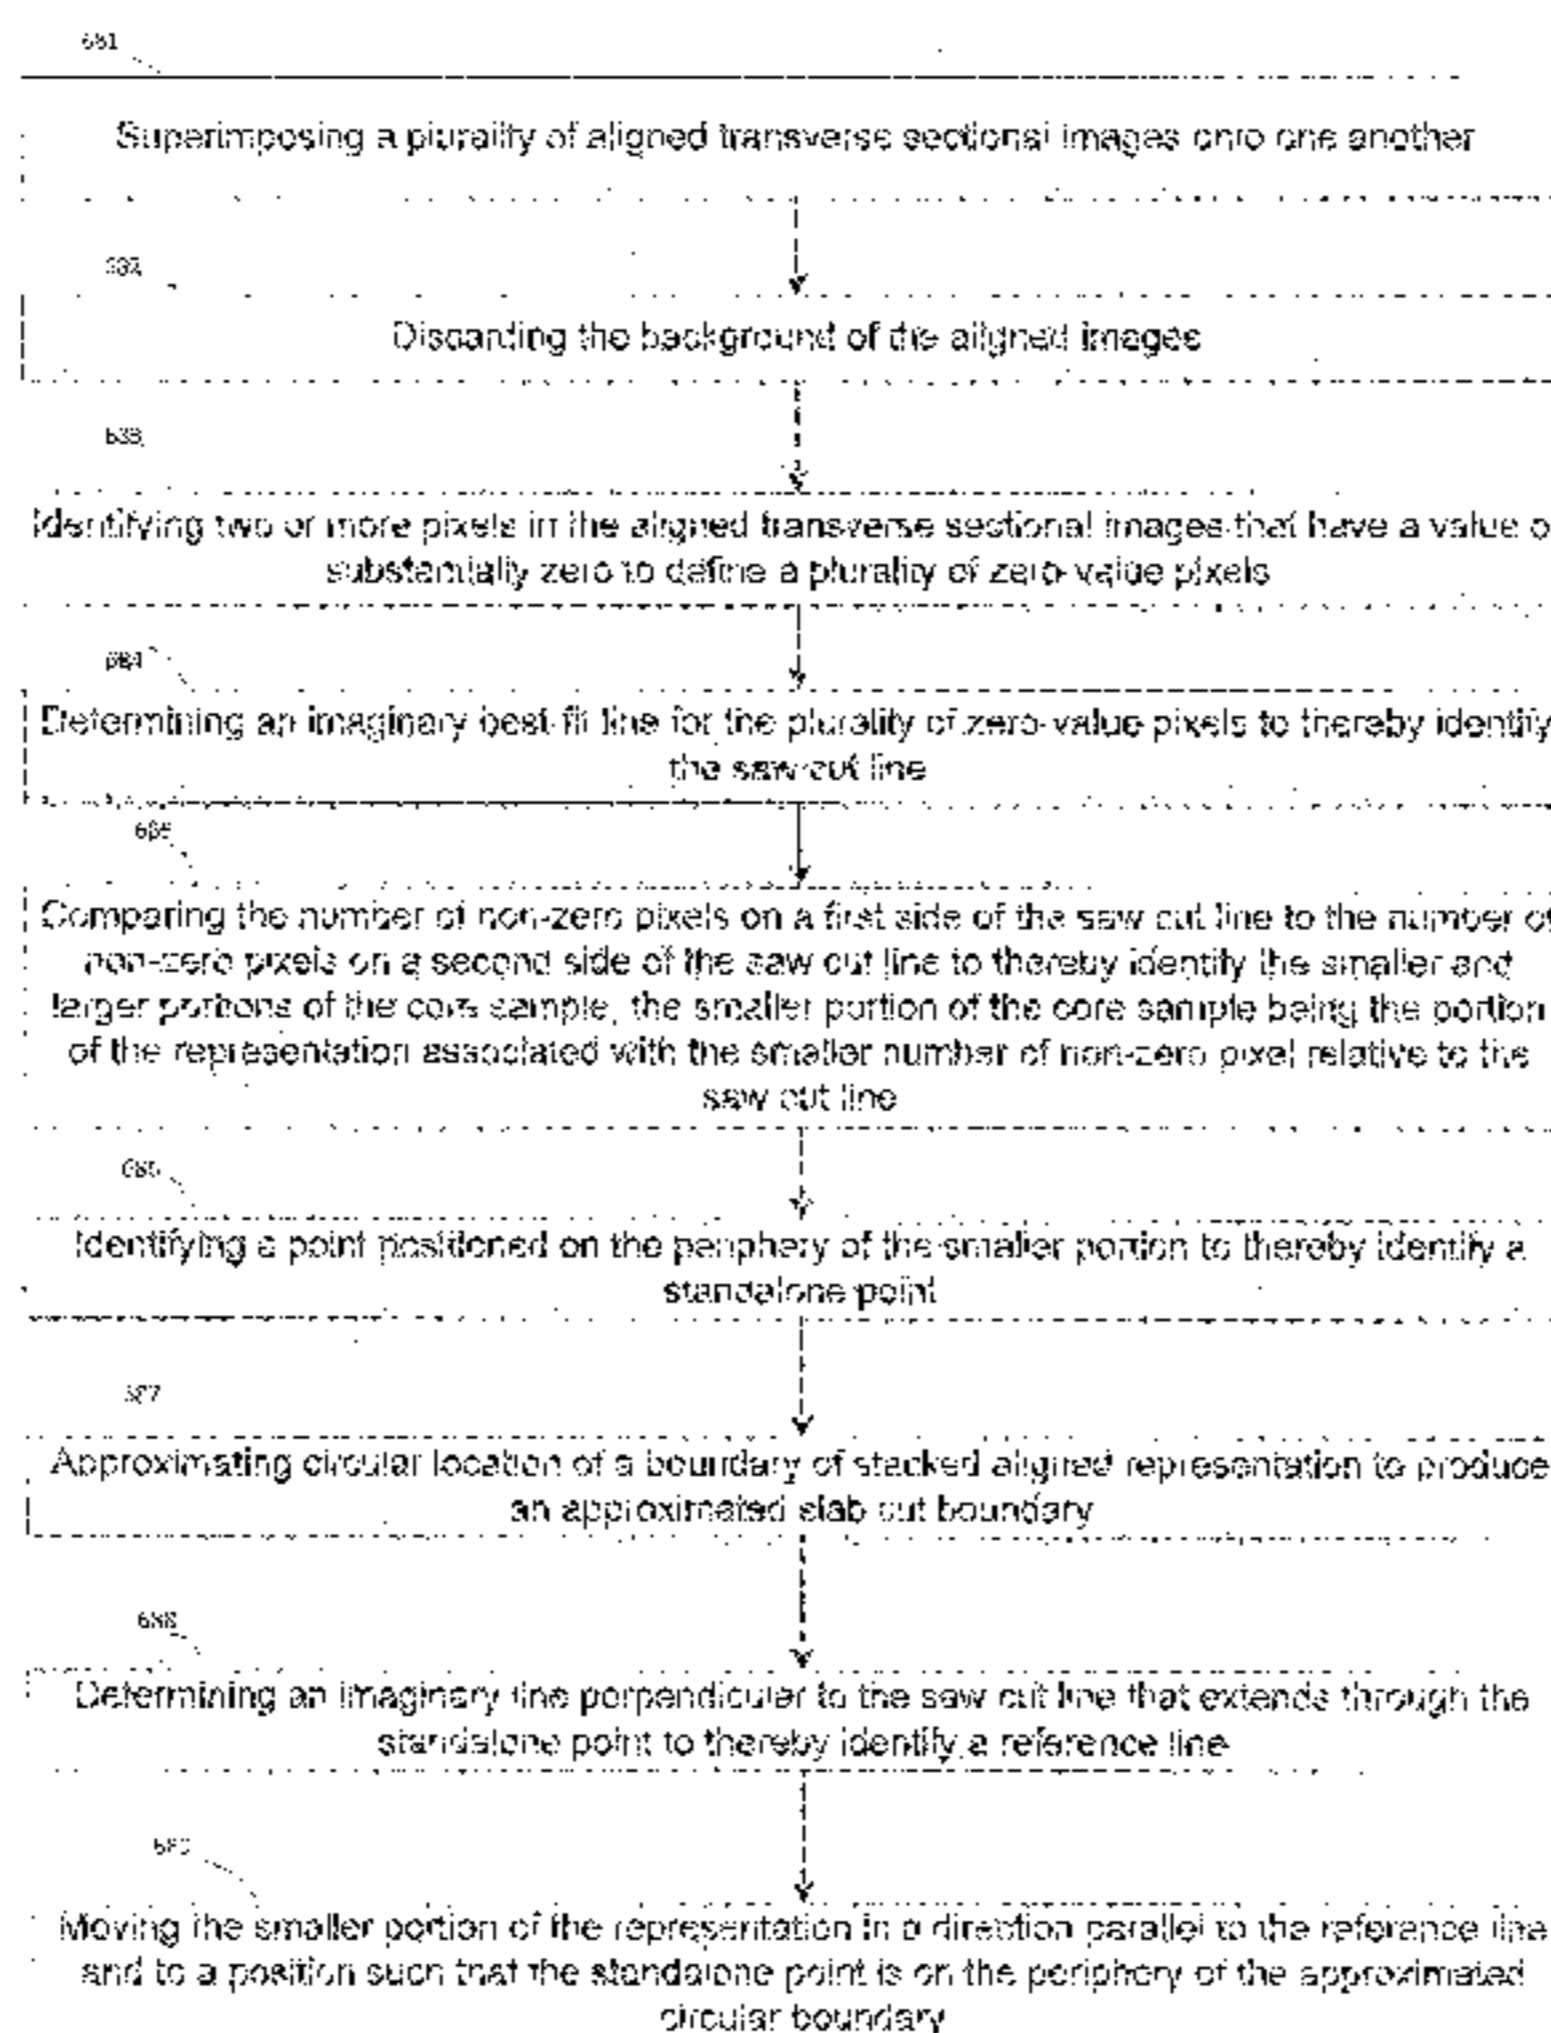 681
Superimposing a plurality of aligned transverse sectional images onto one another
682
Discarding the background of the aligned images
683
Identifying two or more pixels in the aligned transverse sectional images that have a value o
substantially zero to define a plurality of zero-value pixels
684
Determining an imaginary best-fit line for the plurality of zero-value pixels to thereby identify
the saw-cut line
685
Comparing the number of non-zero pixels on a first side of the saw cut line to the number of
non-zero pixels on a second side of the saw cut line to thereby identify the smaller and
larger portions of the core sample, the smaller portion of the core sample being the portion
of the representation associated with the smaller number of non-zero pixel relative to the
saw cut line
686
Identifying a point positioned on the periphery of the smaller portion to thereby identify a
standalone point
687
Approximating circular location of a boundary of stacked aligned representation to produce
an approximated slab cut boundary
688
Determining an imaginary line perpendicular to the saw cut line that extends through the
standalone point to thereby identify a reference line
689
Moving the smaller portion of the representation in a direction parallel to the reference line
and to a position such that the standalone point is on the periphery of the approximated
circular boundary